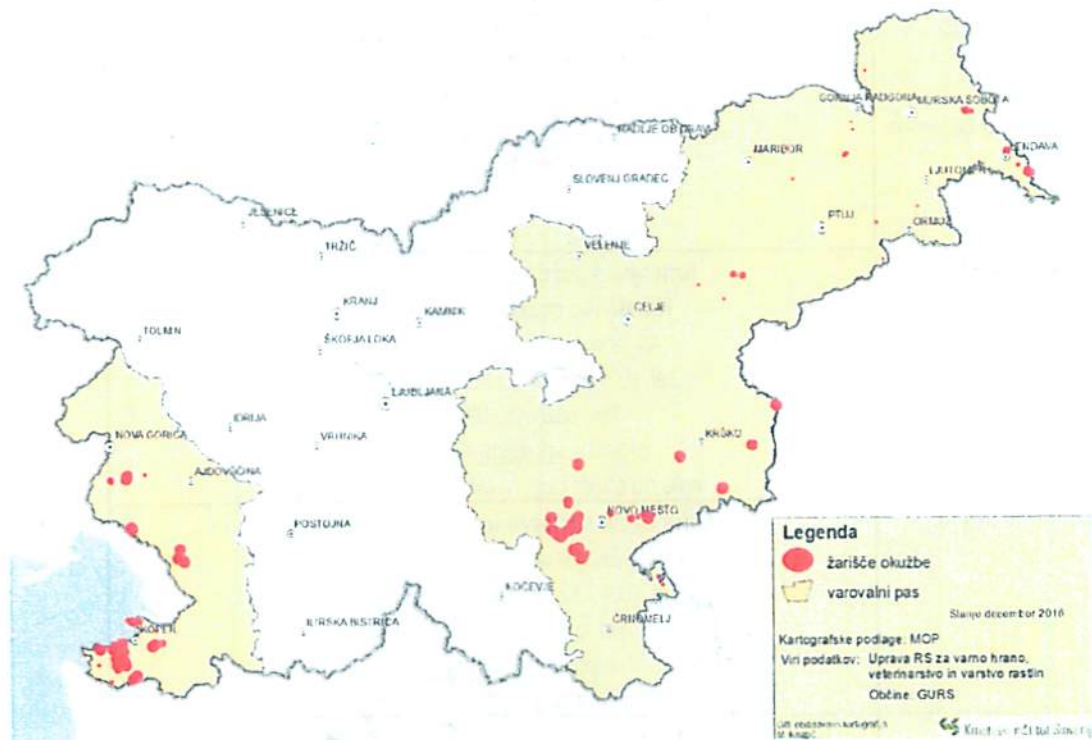 GORNJA RADGONA
MURSKA SOBOTA
RADLJE OB DRAVI
MARIBOR
LENDAVA
SLOVENJ GRADEC
LJUTOMER
JESENICE
PTUJ
ORMOŽ
TRŽIČ
VELENJE
KRANJ
KAMNIK
CELJE
TOLMIN
ŠKOFJA LOKA
LJUBLJANA
IDRIJA
VRHNIKA
KRŠKO
NOVA GORICA
AJDOVŠČINA
NOVO MESTO
POSTOJNA
KOČEVJE
KOPER
ILIRSKA BISTRICA
ČRNOMELJ
Legenda
žarišče okužbe
varovalni pas
Stanje december 2016
Kartografske podlage: MOP
Viri podatkov: Uprava RS za varno hrano,
veterinarstvo in varstvo rastlin
Občine: GURS